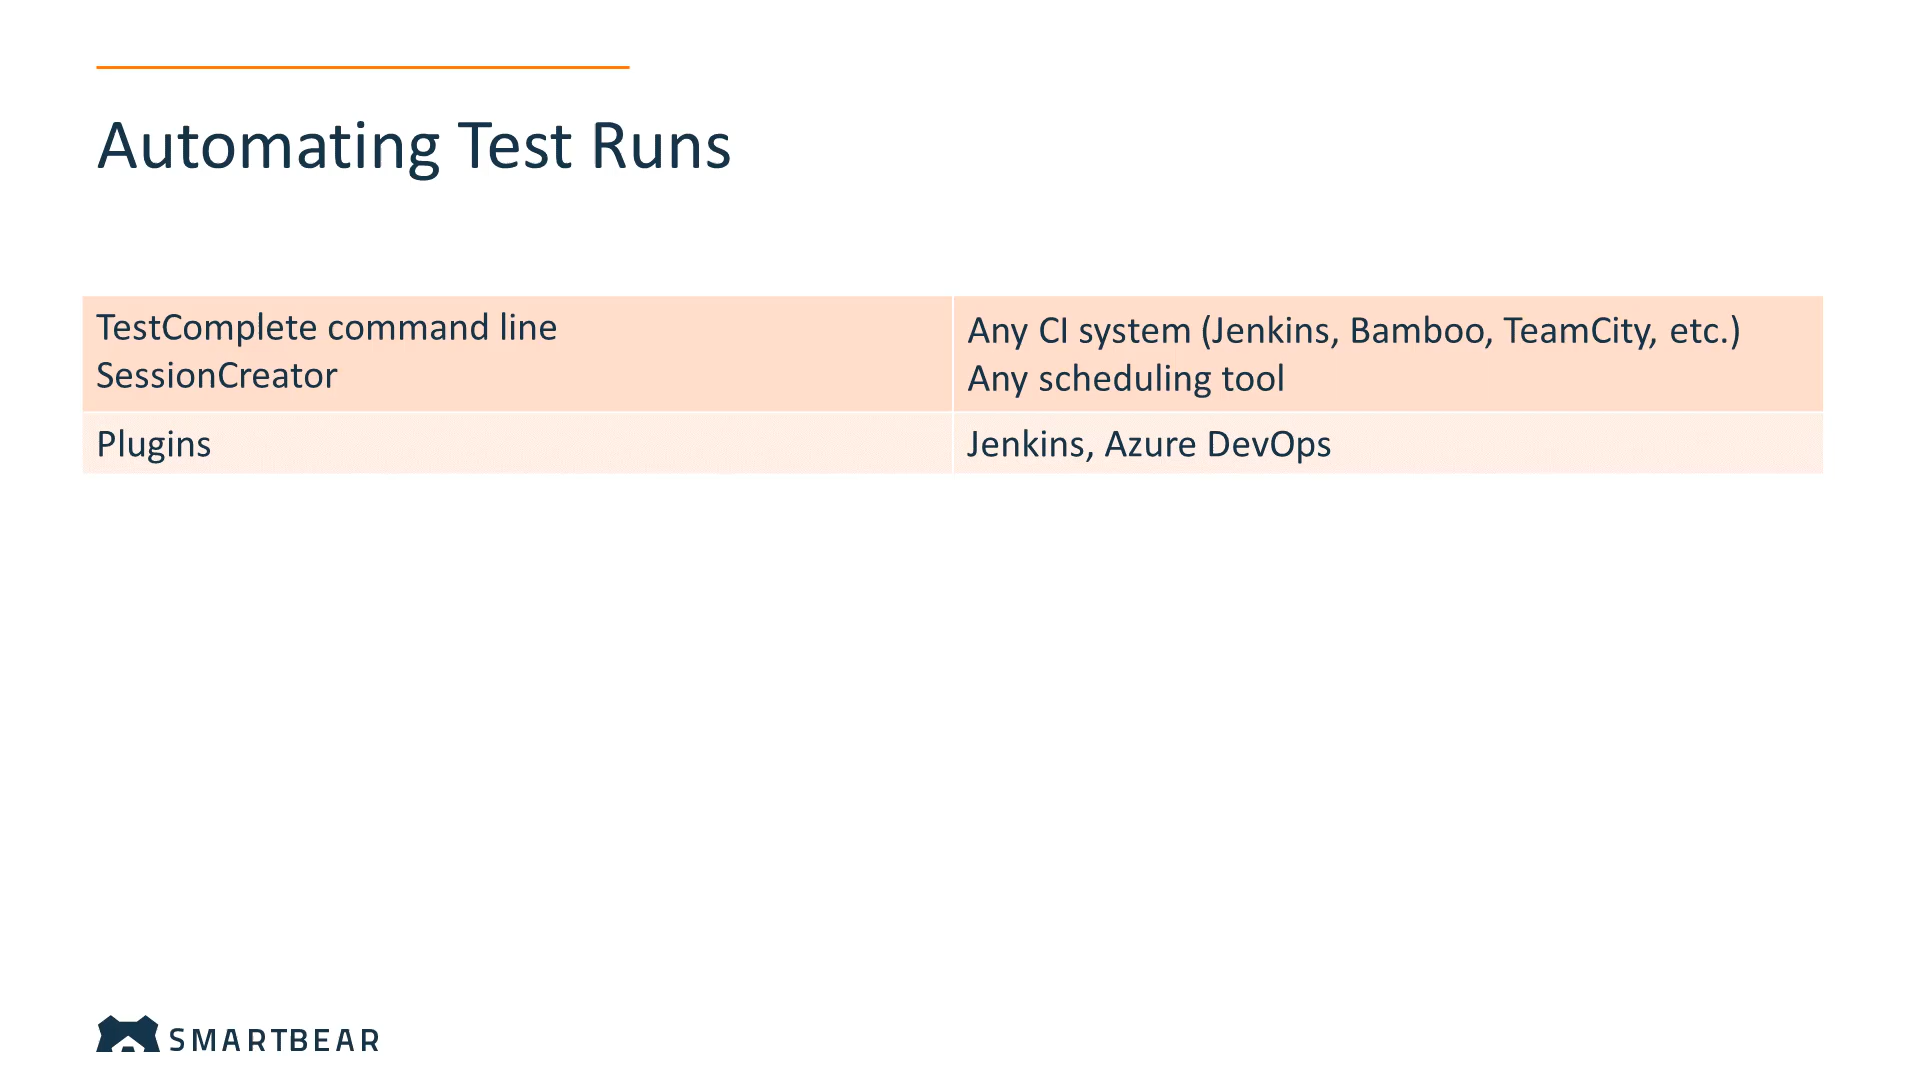 Automating Test Runs
TestComplete command line
SessionCreator
Any CI system (Jenkins, Bamboo, TeamCity, etc.)
Any scheduling tool
Plugins
Jenkins, Azure DevOps
SMARTBEAR